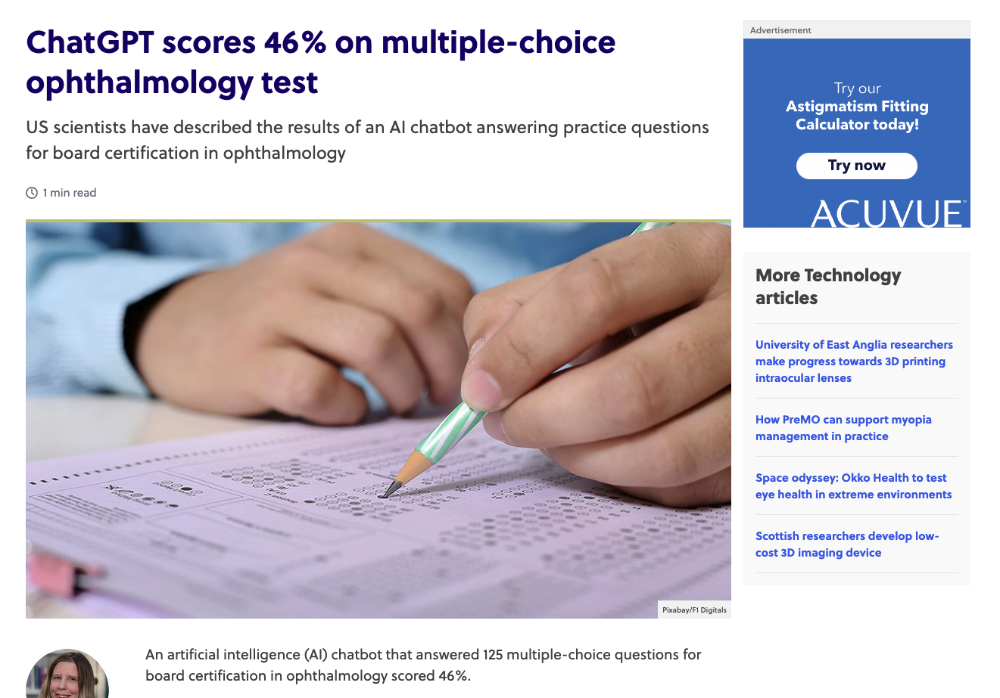 ChatGPT scores 46% on multiple-choice
ophthalmology test
US scientists have described the results of an AI chatbot answering practice questions
for board certification in ophthalmology
1 min read
Pixabay/F1 Digitals
An artificial intelligence (AI) chatbot that answered 125 multiple-choice questions for
board certification in ophthalmology scored 46%.
Advertisement
Try our
Astigmatism Fitting
Calculator today!
Try now
ACUVUE
More Technology
articles
University of East Anglia researchers
make progress towards 3D printing
intraocular lenses
How PreMO can support myopia
management in practice
Space odyssey: Okko Health to test
eye health in extreme environments
Scottish researchers develop low-
cost 3D imaging device